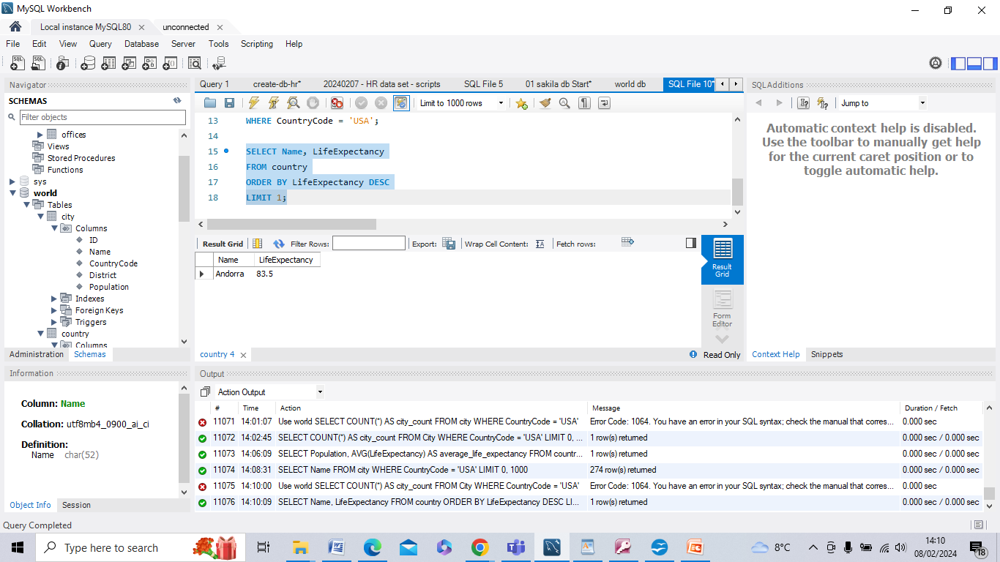 MySQL Workbench
Local instance MySQL80
unconnected
File Edit View Query Database Server Tools Scripting Help
Navigator
SCHEMAS
Filter objects
offices
Views
Stored Procedures
Functions
sys
world
Tables
city
Columns
ID
Name
CountryCode
District
Population
Indexes
Foreign Keys
Triggers
country
Columns
Administration Schemas
Information
Column: Name
Collation: utf8mb4_0900_ai_ci
Definition:
Name char(52)
Object Info Session
Query 1 create-db-hr* 20240207 - HR data set - scripts SQL File 5 01 sakila db Start* world db SQL File 10*
Limit to 1000 rows
13 WHERE CountryCode = 'USA';
14
15 SELECT Name, LifeExpectancy
16 FROM country
17 ORDER BY LifeExpectancy DESC
18 LIMIT 1;
Result Grid Filter Rows: Export: Wrap Cell Content: Fetch rows:
Name LifeExpectancy
Andorra 83.5
Result Grid
Form Editor
country 4
Read Only
SQLAdditions
Jump to
Automatic context help is disabled.
Use the toolbar to manually get help
for the current caret position or to
toggle automatic help.
Context Help Snippets
Output
Action Output
# Time Action Message Duration / Fetch
11071 14:01:07 Use world SELECT COUNT(*) AS city_count FROM city WHERE CountryCode = 'USA' Error Code: 1064. You have an error in your SQL syntax; check the manual that corres... 0.000 sec
11072 14:02:45 SELECT COUNT(*) AS city_count FROM City WHERE CountryCode = 'USA' LIMIT 0, ... 1 row(s) returned 0.000 sec / 0.000 sec
11073 14:06:09 SELECT Population, AVG(LifeExpectancy) AS average_life_expectancy FROM countr... 1 row(s) returned 0.000 sec / 0.000 sec
11074 14:08:31 SELECT Name FROM city WHERE CountryCode = 'USA' LIMIT 0, 1000 274 row(s) returned 0.000 sec / 0.000 sec
11075 14:10:00 Use world SELECT COUNT(*) AS city_count FROM City WHERE CountryCode = 'USA' Error Code: 1064. You have an error in your SQL syntax; check the manual that corres... 0.000 sec
11076 14:10:09 SELECT Name, LifeExpectancy FROM country ORDER BY LifeExpectancy DESC LI... 1 row(s) returned 0.000 sec / 0.000 sec
Query Completed
Type here to search
8°C
14:10
08/02/2024
18